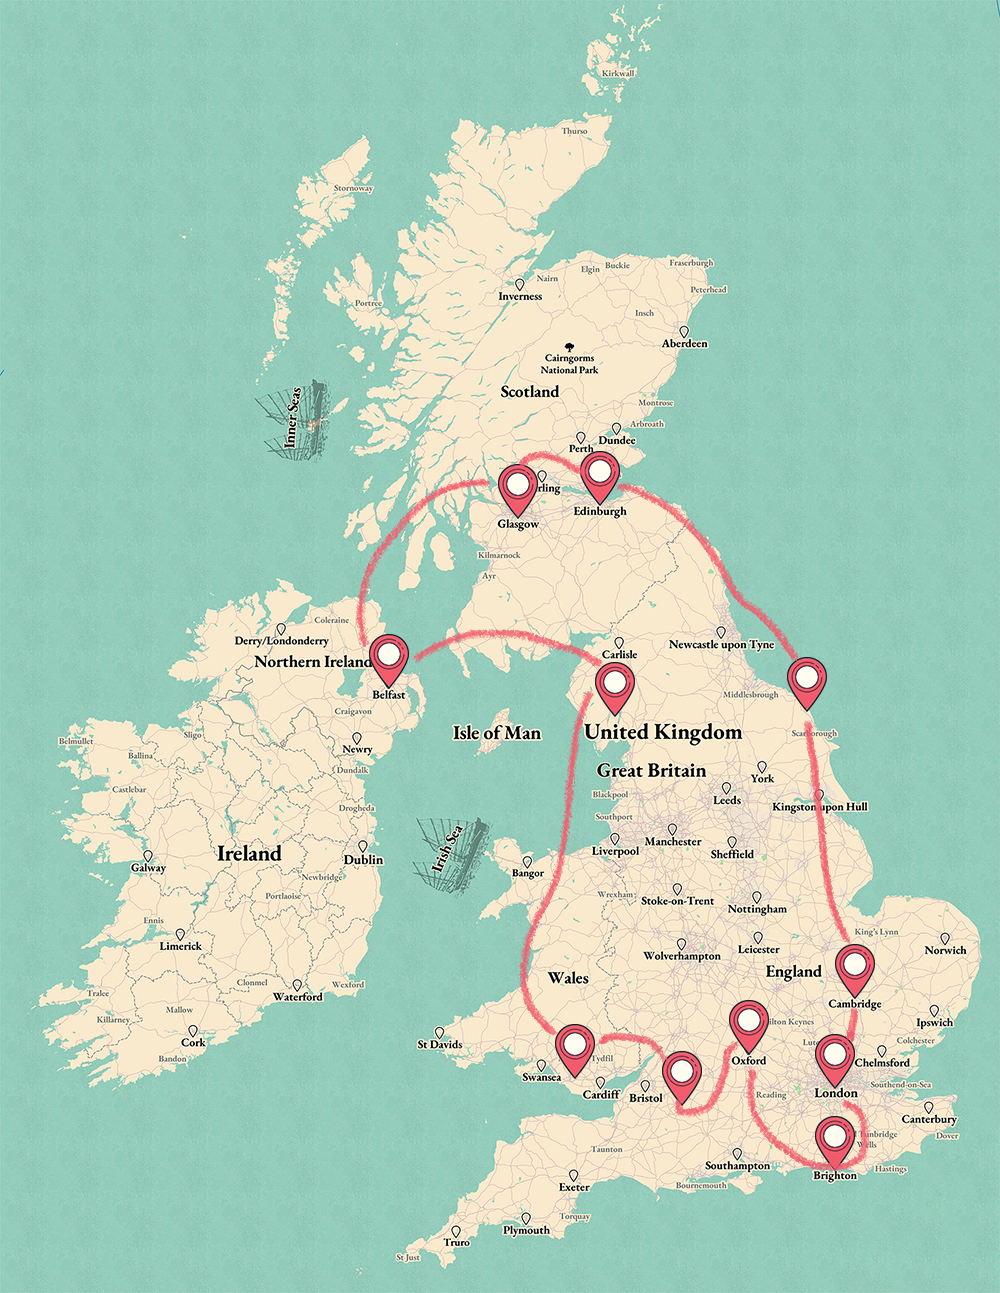 Kirkwall
Thurso
Stornoway
Fraserburgh
Elgin
Buckie
Nairn
Peterhead
Inverness
Portree
Insch
Aberdeen
Cairngorms
National Park
Scotland
Inner Seas
Montrose
Arbroath
Dundee
Perth
rling
Edinburgh
Glasgow
Kilmarnock
Ayr
Coleraine
Derry/Londonderry
Newcastle upon Tyne
Carlisle
Northern Ireland
Belfast
Middlesbrough
Craigavon
Isle of Man
United Kingdom
Scarborough
Sligo
Belmullet
Newry
Ballina
Great Britain
Dundalk
York
Castlebar
Blackpool
Leeds
Kingston upon Hull
Drogheda
Southport
Manchester
Irish Sea
Liverpool
Sheffield
Ireland
Dublin
Galway
Bangor
Newbridge
Wrexham
Portlaoise
Stoke-on-Trent
Nottingham
Ennis
King's Lynn
Limerick
Leicester
Norwich
Wolverhampton
England
Wales
Clonmel
Wexford
Tralee
Waterford
Cambridge
Mallow
Killarney
Ipswich
ilton Keynes
Cork
St Davids
Lut
Colchester
Bandon
Tydfil
Oxford
Chelmsford
Swansea
Southend-on-Sea
Cardiff
Bristol
Reading
London
Canterbury
Tunbridge
Wells
Dover
Taunton
Southampton
Hastings
Brighton
Exeter
Bournemouth
Torquay
Plymouth
Truro
St Just